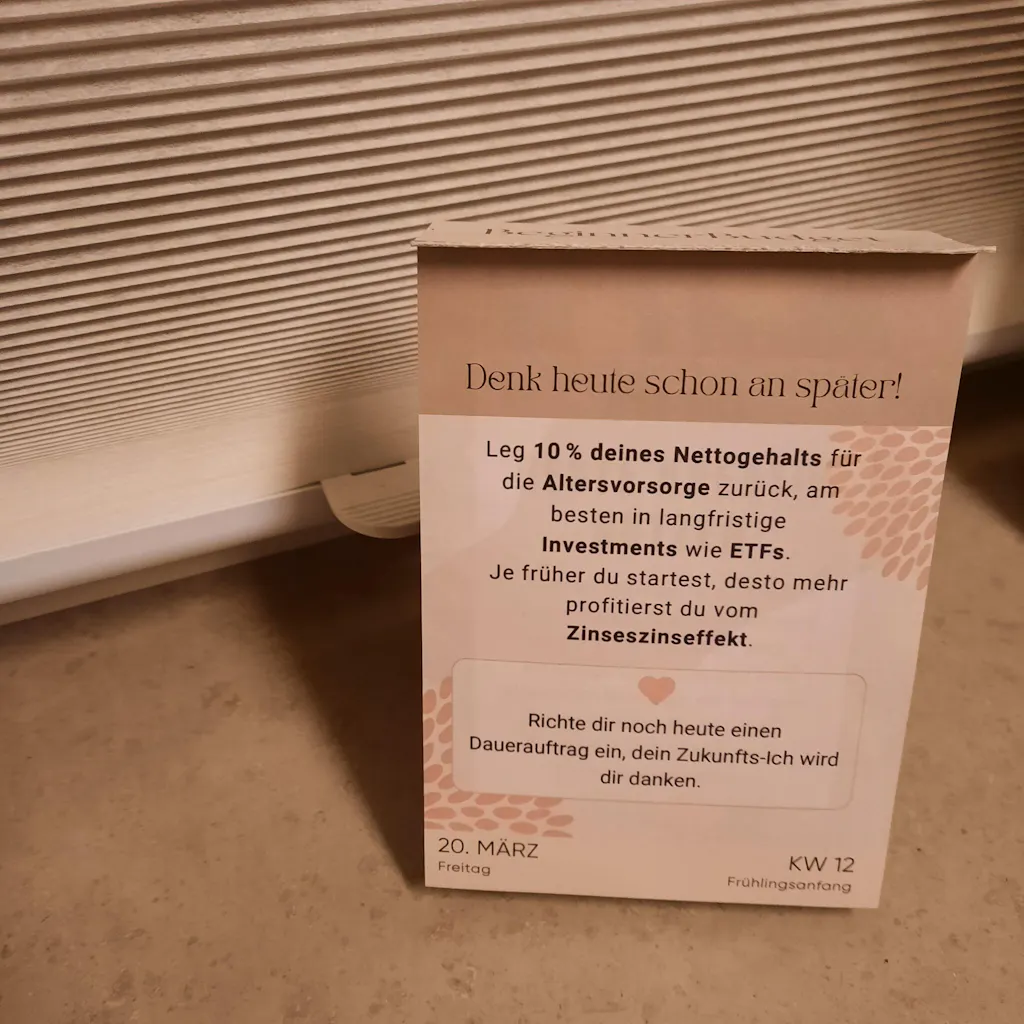 BeginnerBudget
Denk heute schon an später!
Leg 10 % deines Nettogehalts für
die Altersvorsorge zurück, am
besten in langfristige
Investments wie ETFs.
Je früher du startest, desto mehr
profitierst du vom
Zinseszinseffekt.
Richte dir noch heute einen
Dauerauftrag ein, dein Zukunfts-Ich wird
dir danken.
20. MÄRZ
Freitag
KW 12
Frühlingsanfang